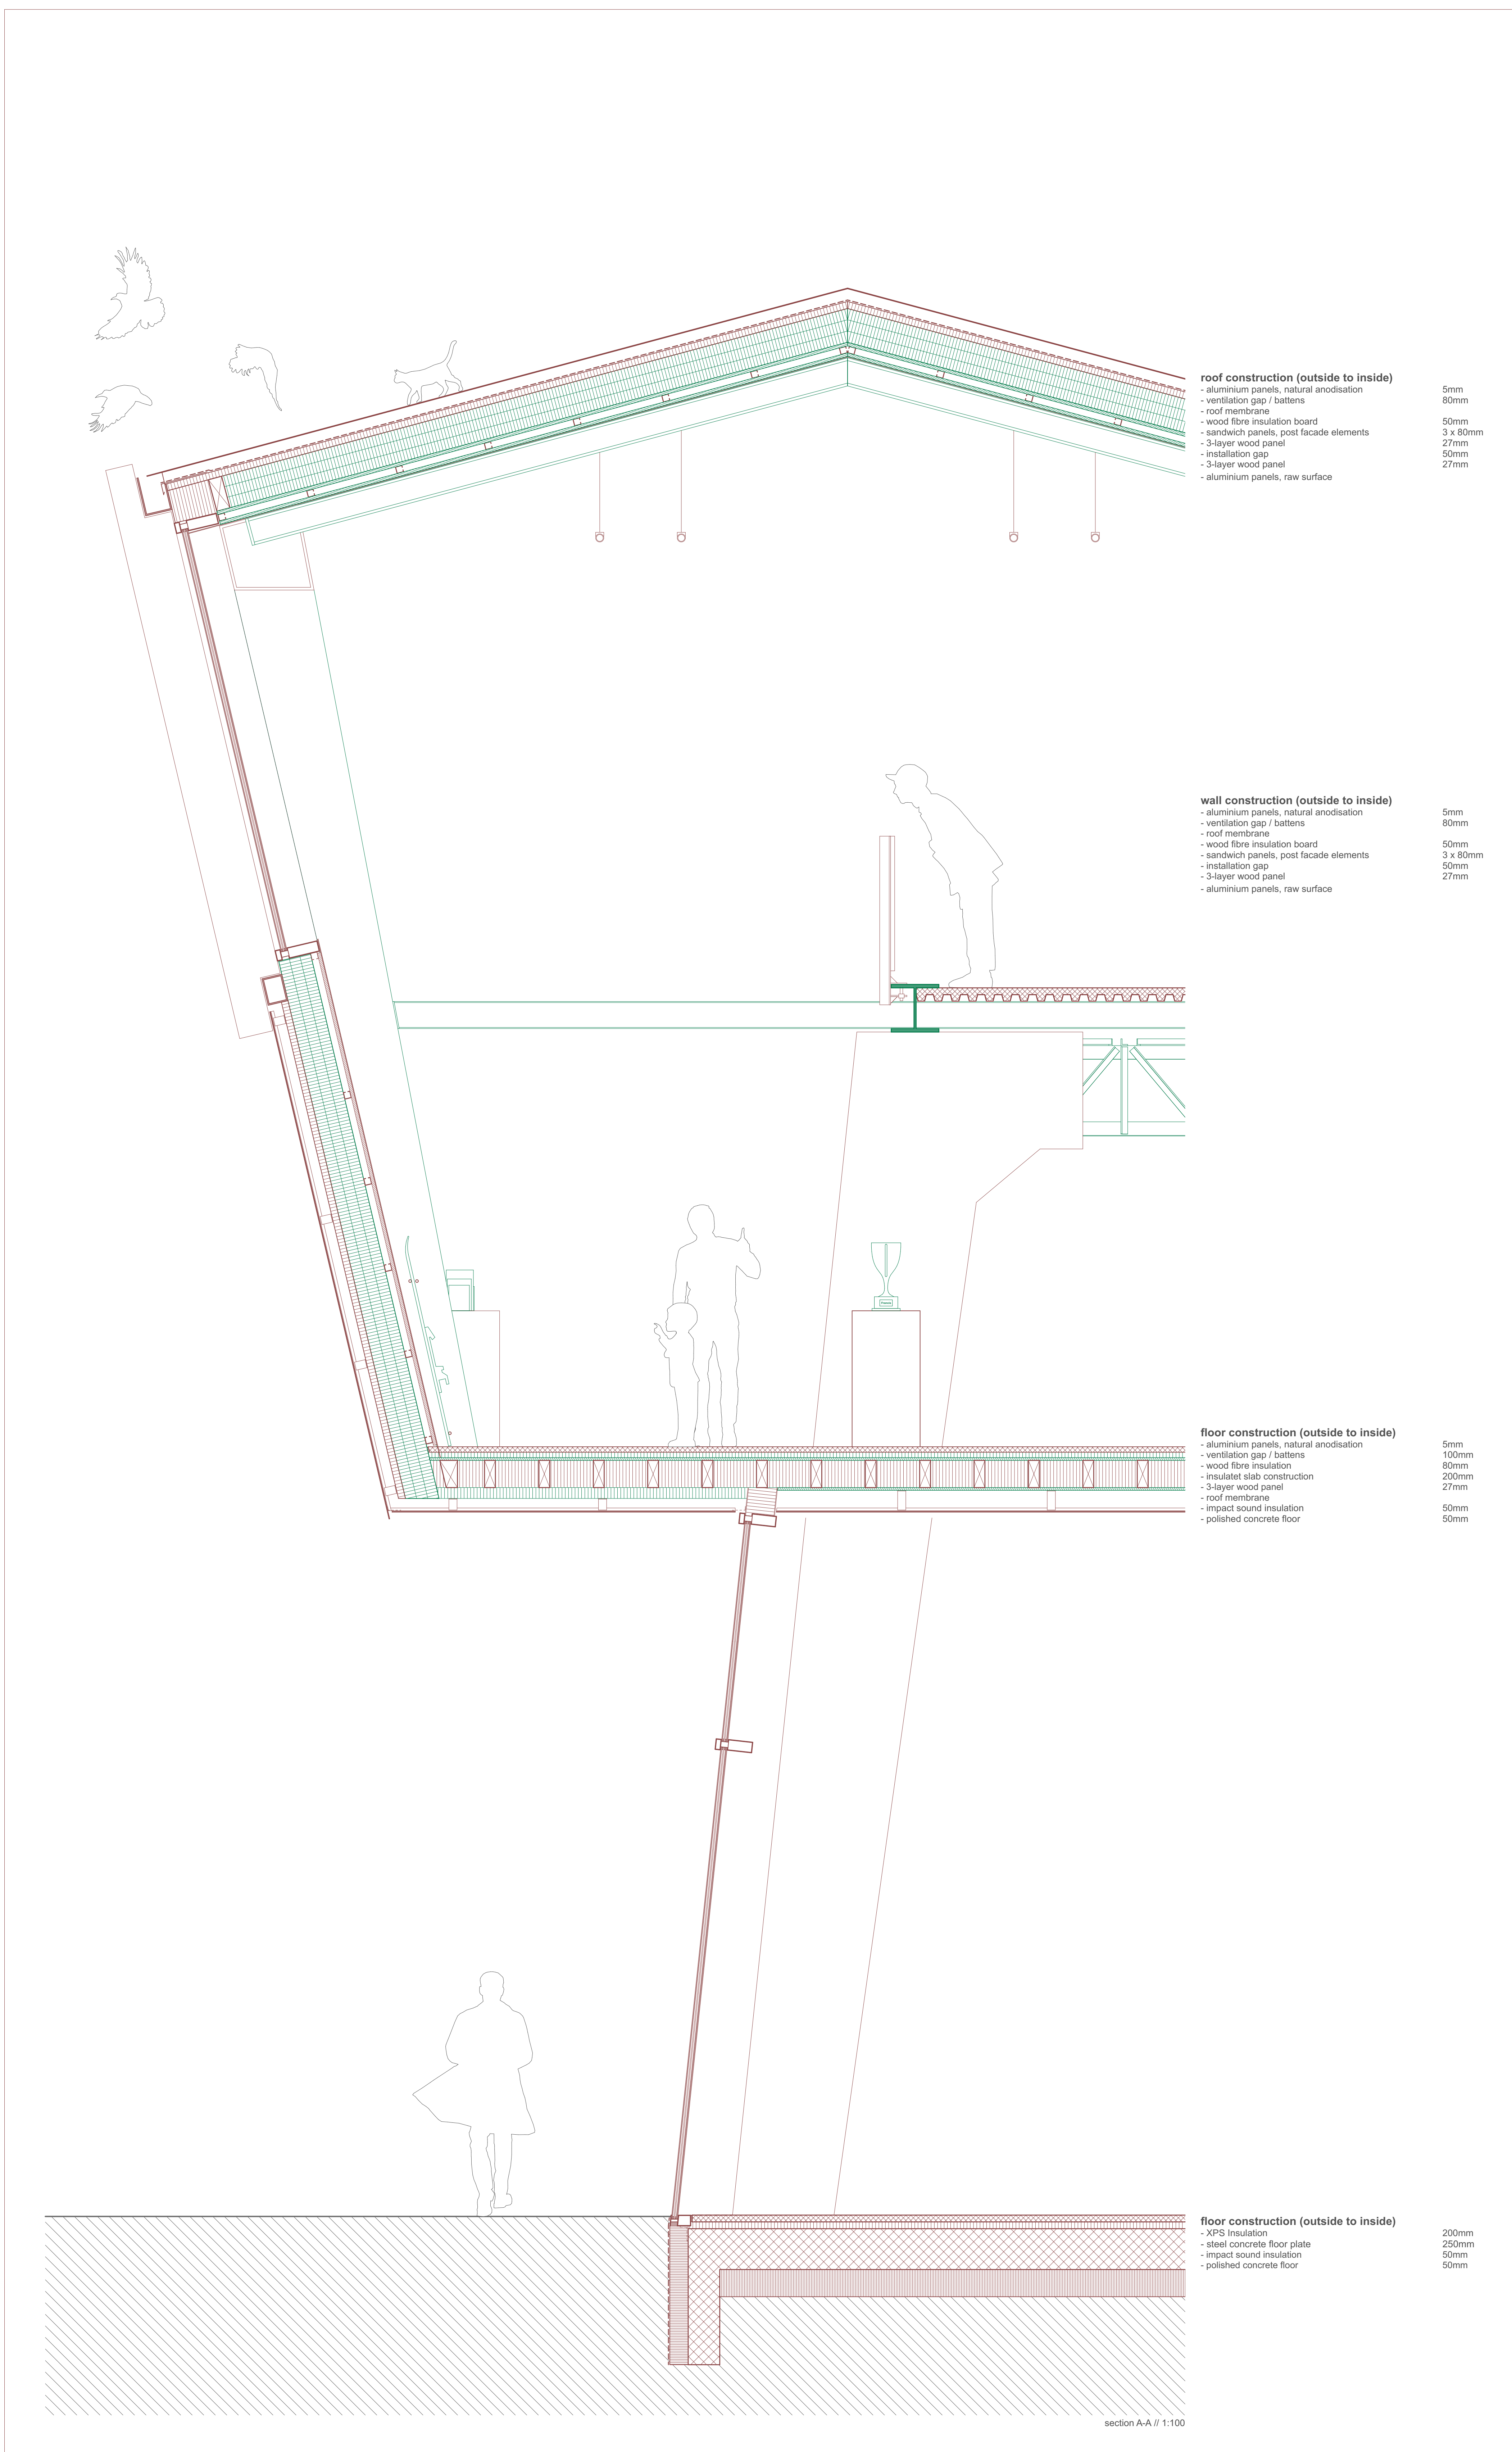 roof construction (outside to inside)
- aluminium panels, natural anodisation 5mm
- ventilation gap / battens 80mm
- roof membrane
- wood fibre insulation board 50mm
- sandwich panels, post facade elements 3 x 80mm
- 3-layer wood panel 27mm
- installation gap 50mm
- 3-layer wood panel 27mm
- aluminium panels, raw surface
wall construction (outside to inside)
- aluminium panels, natural anodisation 5mm
- ventilation gap / battens 80mm
- roof membrane
- wood fibre insulation board 50mm
- sandwich panels, post facade elements 3 x 80mm
- installation gap 50mm
- 3-layer wood panel 27mm
- aluminium panels, raw surface
floor construction (outside to inside)
- aluminium panels, natural anodisation 5mm
- ventilation gap / battens 100mm
- wood fibre insulation 80mm
- insulatet slab construction 200mm
- 3-layer wood panel 27mm
- roof membrane
- impact sound insulation 50mm
- polished concrete floor 50mm
floor construction (outside to inside)
- XPS Insulation 200mm
- steel concrete floor plate 250mm
- impact sound insulation 50mm
- polished concrete floor 50mm
section A-A // 1:100